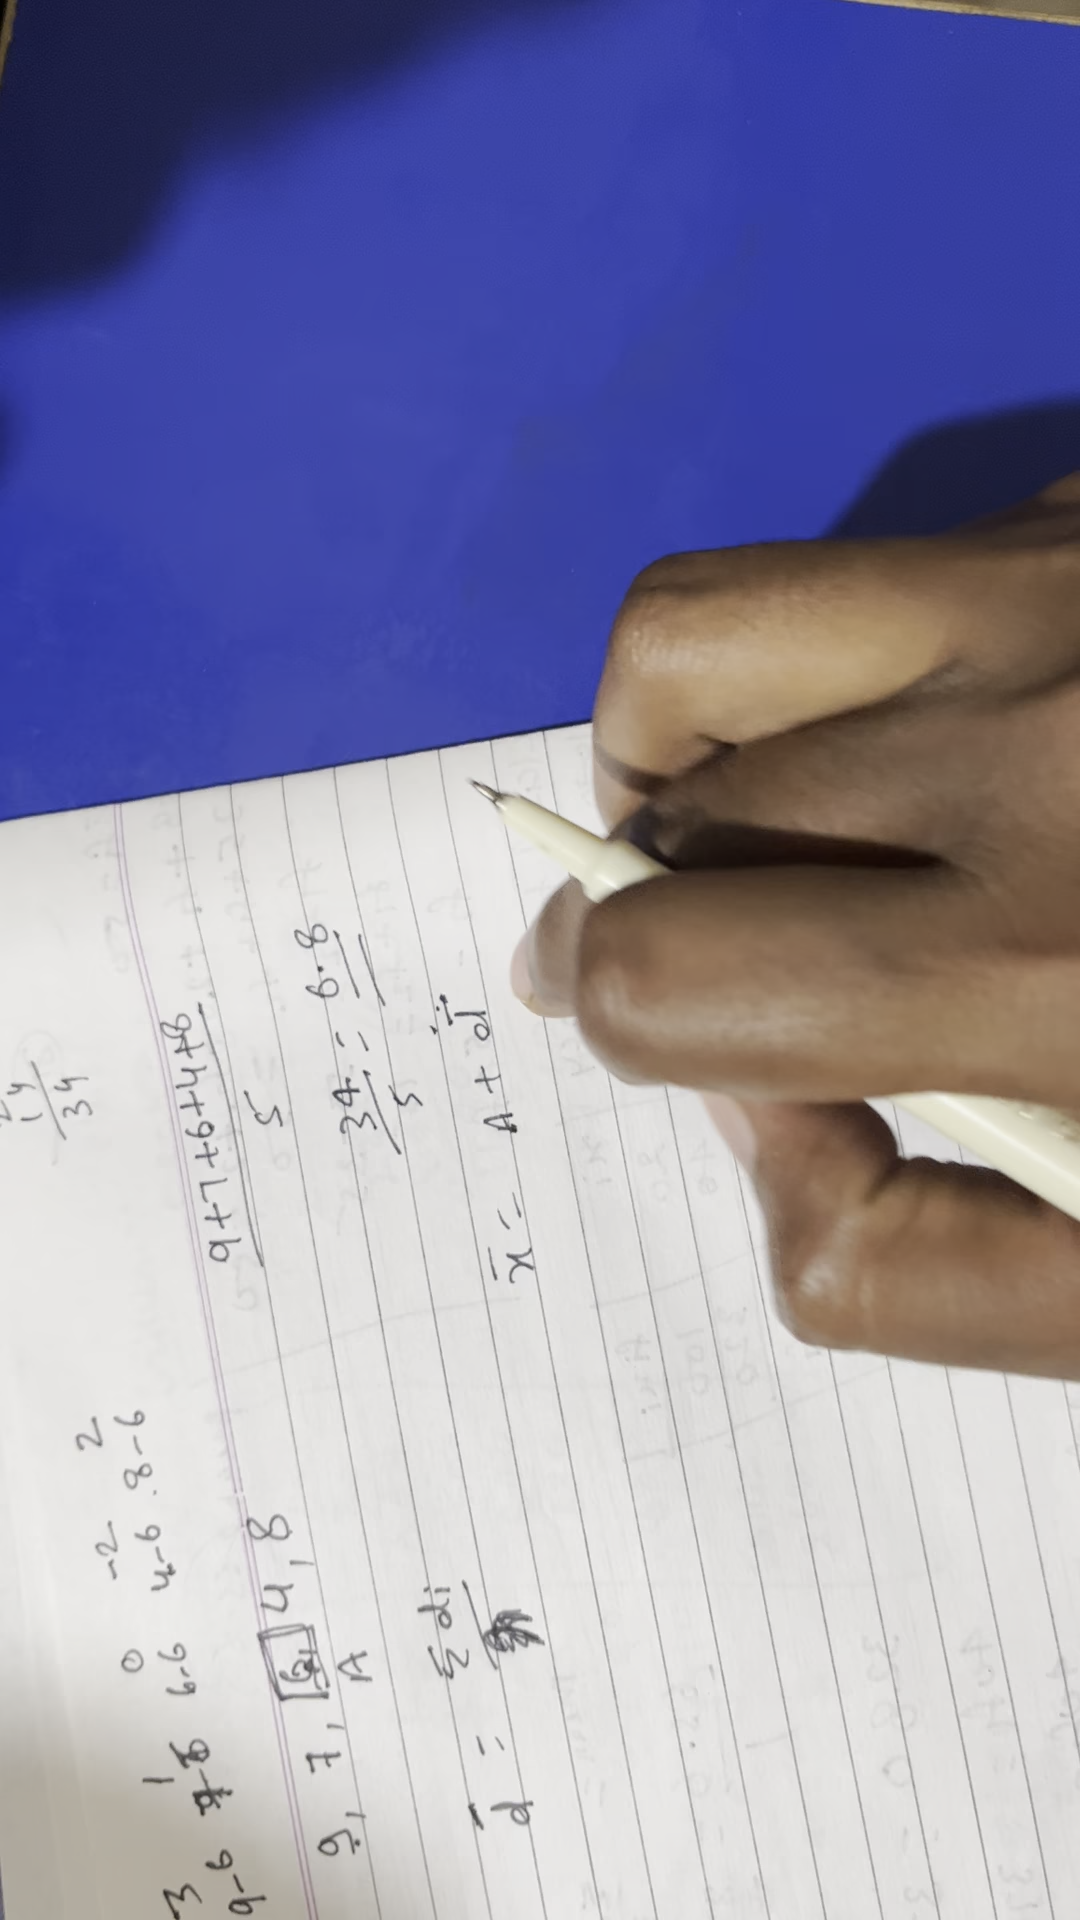 3 1 0 -2 2
9-6 7-6 6-6 4-6 8-6
9, 7, 6, 4, 8
A
d̄ = Σdi
14
34
9+7+6+4+8
5
34 = 6.8
5
x̄ = A + d̄